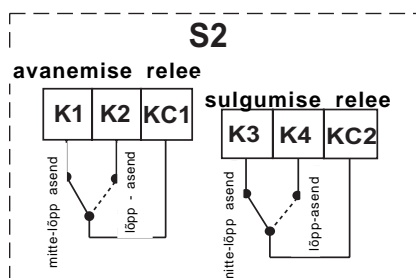 S2
avanemise relee
K1 K2 KC1
sulgumise relee
K3 K4 KC2
mitte-lõpp asend
lõpp - asend
mitte-lõpp asend
lõpp-asend